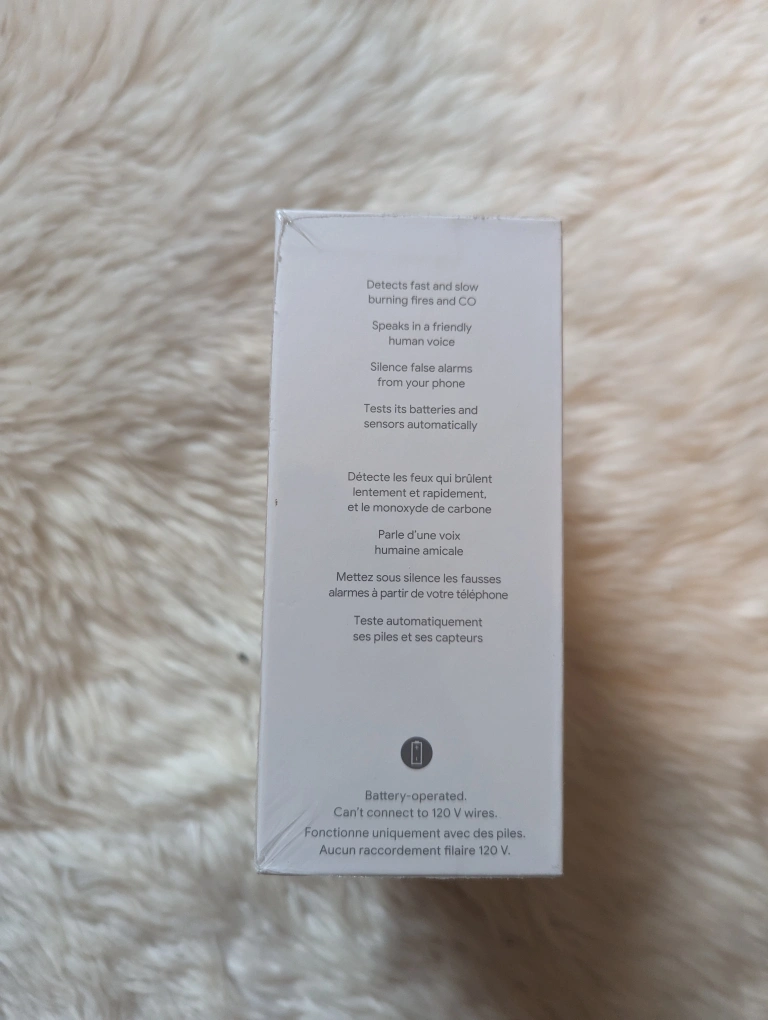 Detects fast and slow
burning fires and CO
Speaks in a friendly
human voice
Silence false alarms
from your phone
Tests its batteries and
sensors automatically
Détecte les feux qui brûlent
lentement et rapidement,
et le monoxyde de carbone
Parle d'une voix
humaine amicale
Mettez sous silence les fausses
alarmes à partir de votre téléphone
Teste automatiquement
ses piles et ses capteurs
Battery-operated.
Can't connect to 120 V wires.
Fonctionne uniquement avec des piles.
Aucun raccordement filaire 120 V.